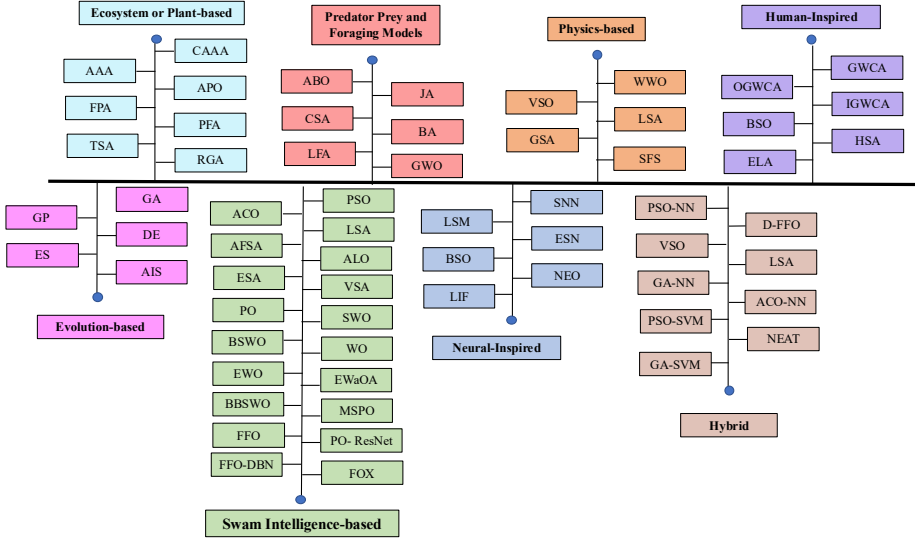 Ecosystem or Plant-based
CAAA
AAA
APO
FPA
PFA
TSA
RGA
Predator Prey and
Foraging Models
ABO
JA
CSA
BA
LFA
GWO
Physics-based
WWO
VSO
LSA
GSA
SFS
Human-Inspired
GWCA
OGWCA
IGWCA
BSO
HSA
ELA
GA
GP
DE
ES
AIS
Evolution-based
PSO
ACO
LSA
AFSA
ALO
ESA
VSA
PO
SWO
BSWO
WO
EWO
EWaOA
BBSWO
MSPO
FFO
PO- ResNet
FFO-DBN
FOX
Swam Intelligence-based
SNN
LSM
ESN
BSO
NEO
LIF
Neural-Inspired
PSO-NN
D-FFO
VSO
LSA
GA-NN
ACO-NN
PSO-SVM
NEAT
GA-SVM
Hybrid